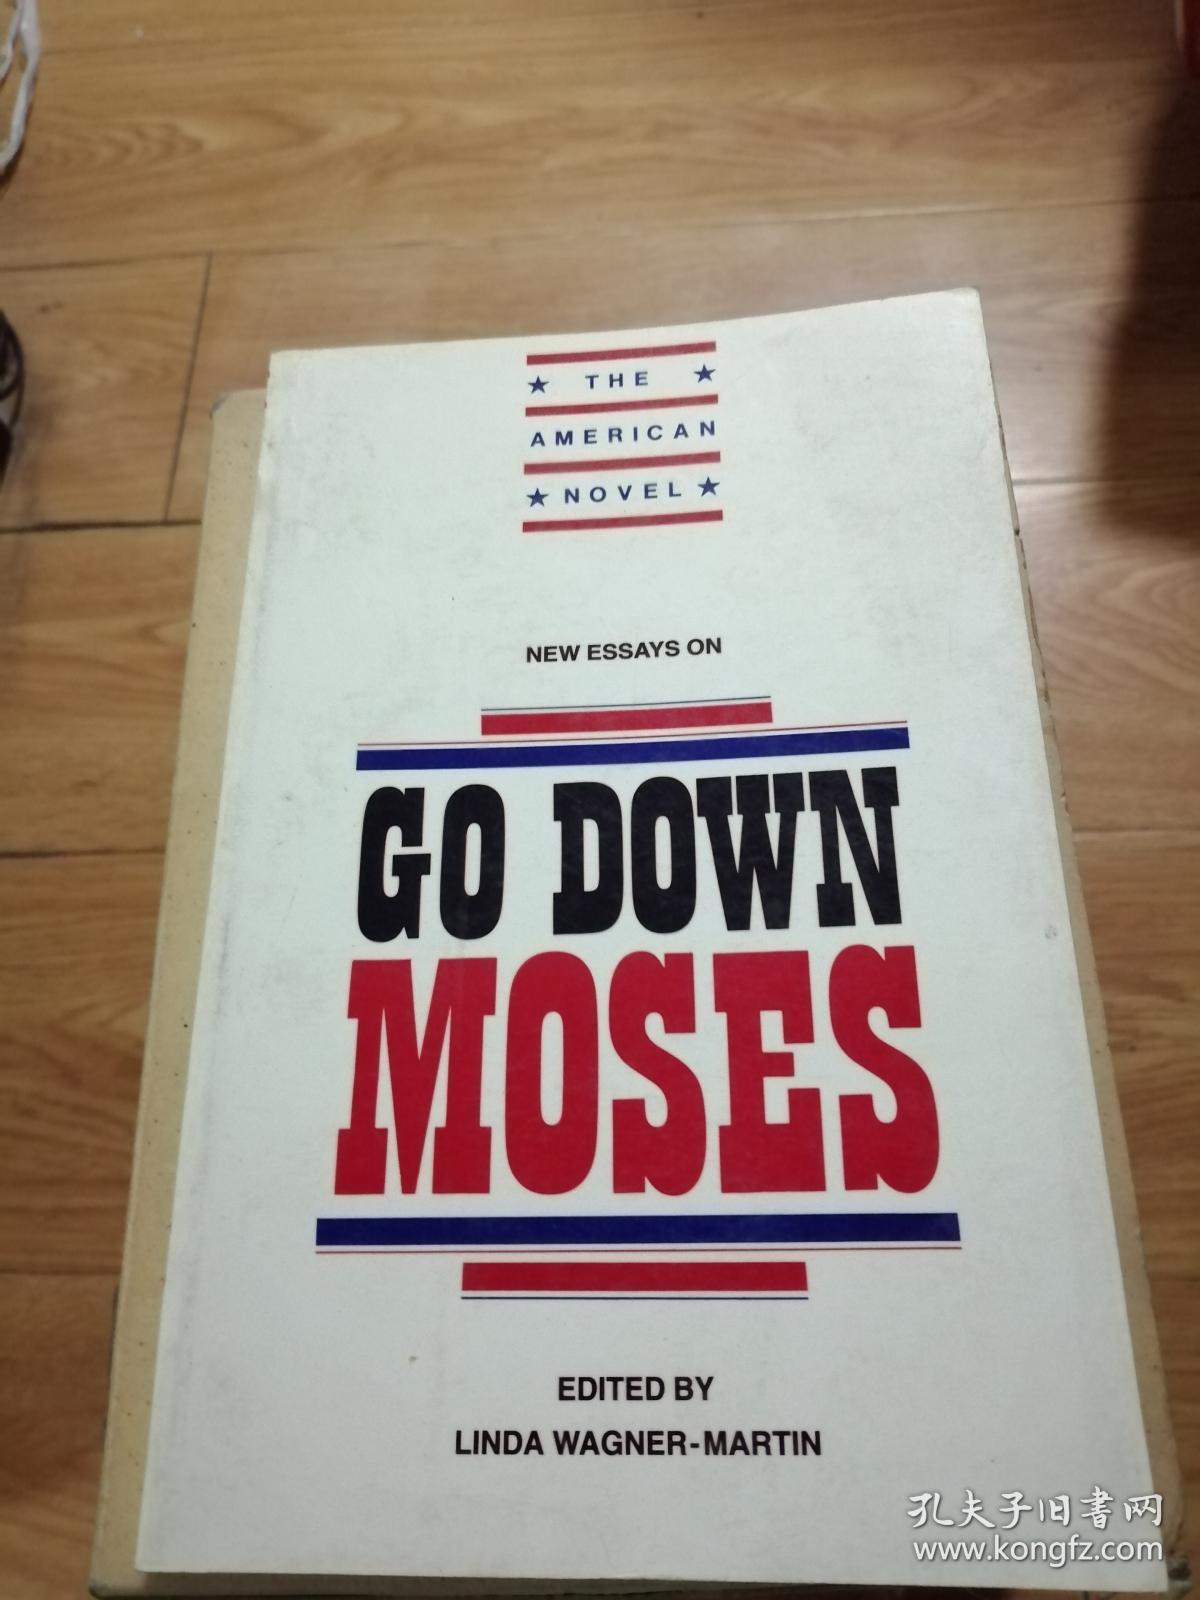 ★ THE ★
AMERICAN
★ NOVEL ★
NEW ESSAYS ON
GO DOWN
MOSES
EDITED BY
LINDA WAGNER-MARTIN
孔夫子旧书网
www.kongfz.com